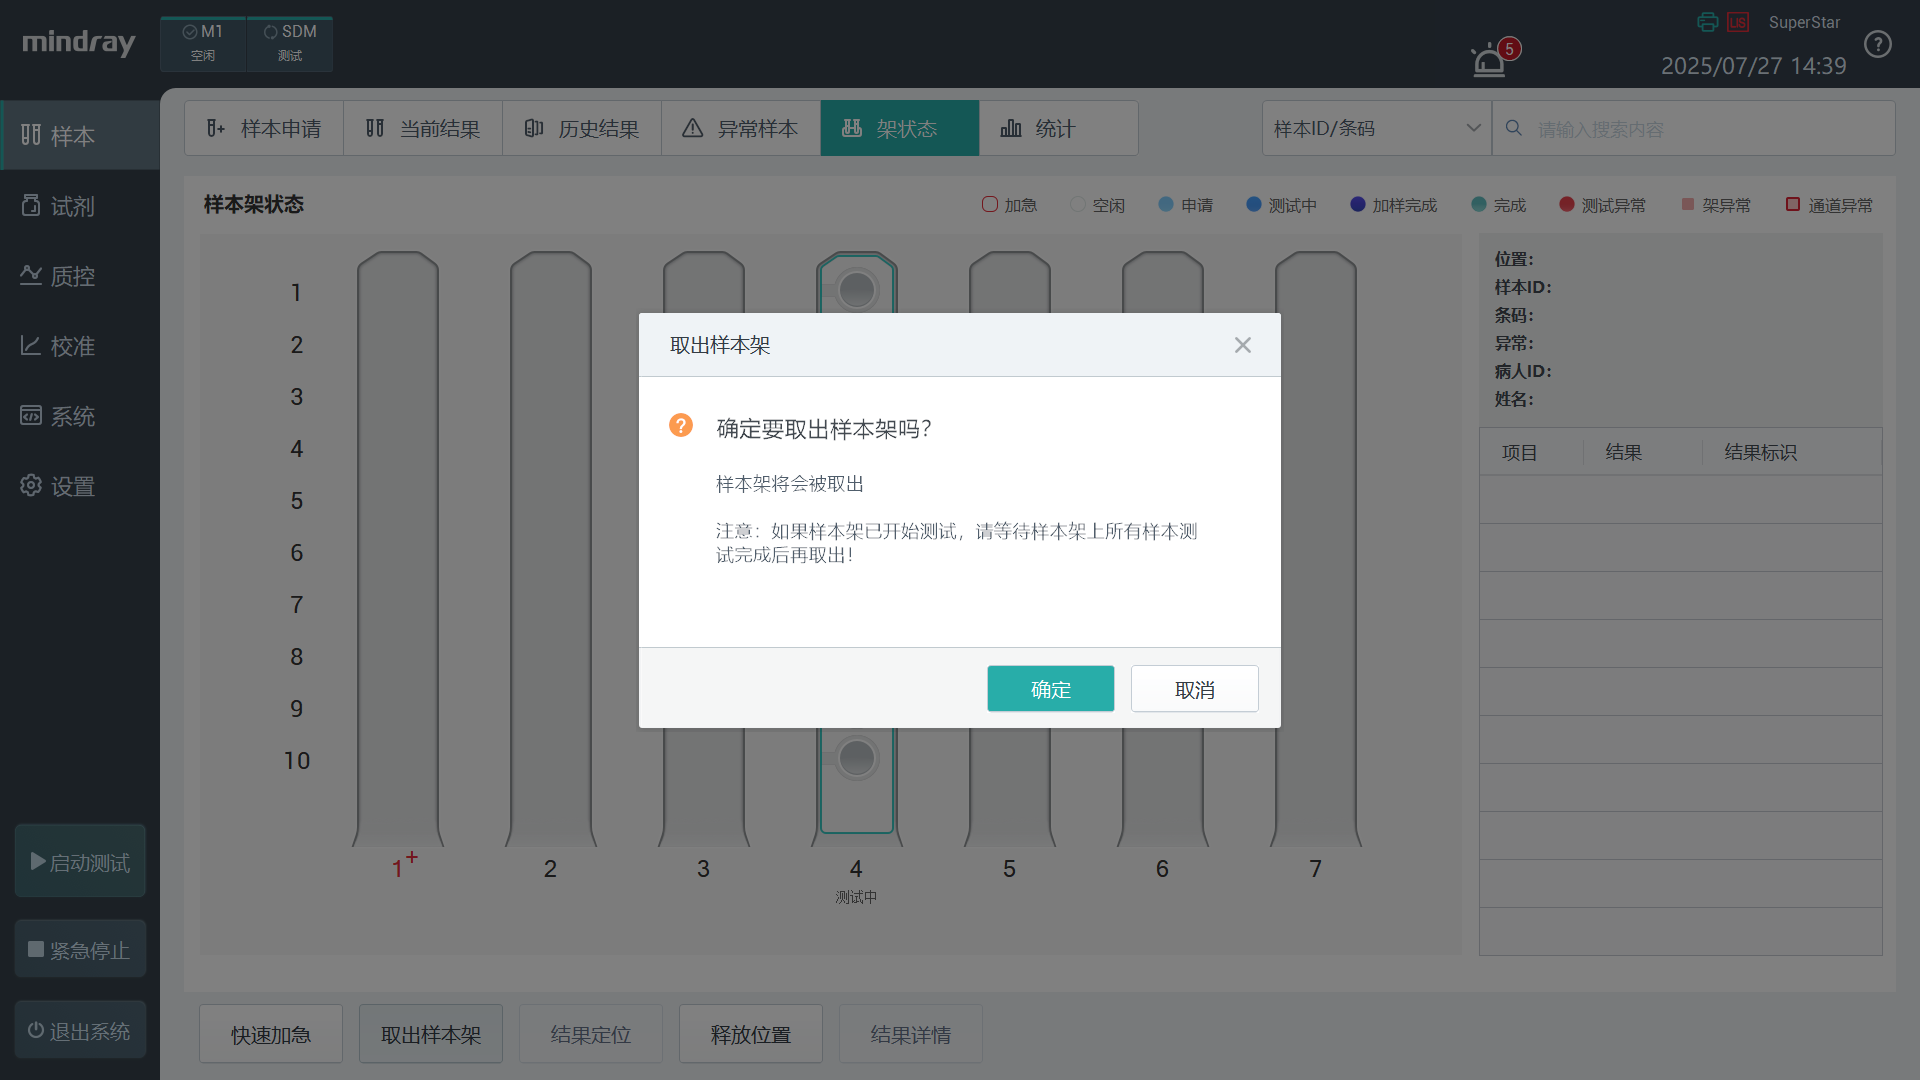 mindray
M1
空闲
SDM
测试
5
LIS
SuperStar
2025/07/27 14:39
?
样本
试剂
质控
校准
系统
设置
启动测试
紧急停止
退出系统
样本申请
当前结果
历史结果
异常样本
架状态
统计
样本ID/条码
请输入搜索内容
样本架状态
加急
空闲
申请
测试中
加样完成
完成
测试异常
架异常
通道异常
1
2
3
4
5
6
7
8
9
10
1+
2
3
4
5
6
7
测试中
位置：
样本ID：
条码：
异常：
病人ID：
姓名：
项目
结果
结果标识
取出样本架
?
确定要取出样本架吗？
样本架将会被取出
注意：如果样本架已开始测试，请等待样本架上所有样本测
试完成后再取出！
确定
取消
快速加急
取出样本架
结果定位
释放位置
结果详情